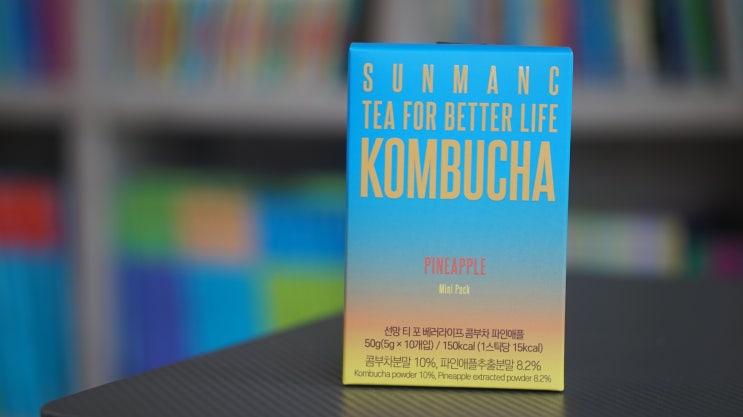 SUNMANC
TEA FOR BETTER LIFE
KOMBUCHA
PINEAPPLE
Mini Pack
선망 티 포 베러라이프 콤부차 파인애플
50g(5g × 10개입) / 150kcal (1스틱당 15kcal)
콤부차분말 10%, 파인애플추출분말 8.2%
Kombucha powder 10%, Pineapple extracted powder 8.2%